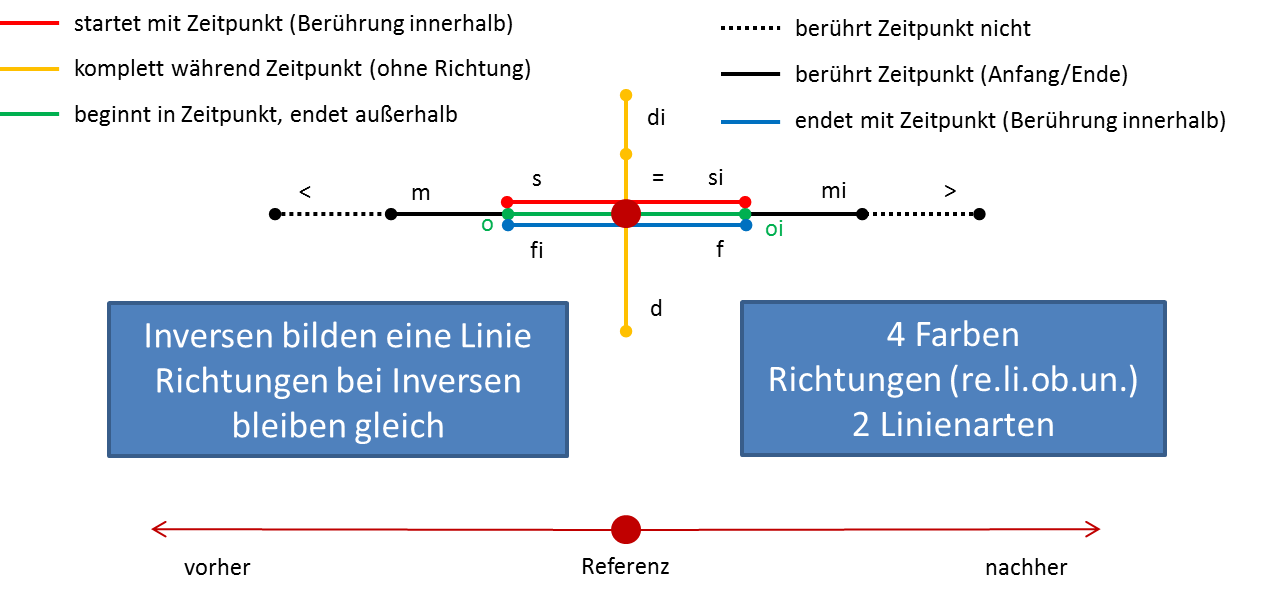 startet mit Zeitpunkt (Berührung innerhalb)
komplett während Zeitpunkt (ohne Richtung)
beginnt in Zeitpunkt, endet außerhalb
berührt Zeitpunkt nicht
berührt Zeitpunkt (Anfang/Ende)
endet mit Zeitpunkt (Berührung innerhalb)
di
< m s = si mi >
o oi
fi f
d
Inversen bilden eine Linie
Richtungen bei Inversen
bleiben gleich
4 Farben
Richtungen (re.li.ob.un.)
2 Linienarten
vorher Referenz nachher